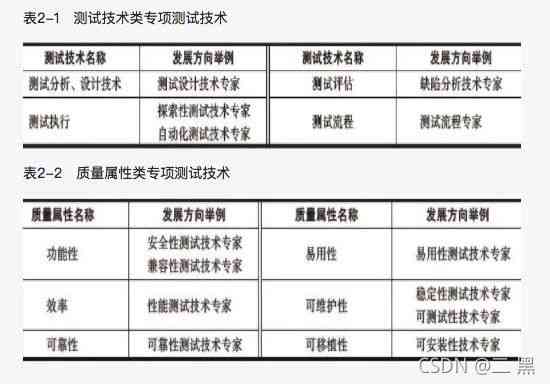 表2-1 测试技术类专项测试技术
测试技术名称 发展方向举例 测试技术名称 发展方向举例
测试分析、设计技术 测试设计技术专家 测试评估 缺陷分析技术专家
测试执行 探索性测试技术专家 测试流程 测试流程专家
自动化测试技术专家
表2-2 质量属性类专项测试技术
质量属性名称 发展方向举例 质量属性名称 发展方向举例
功能性 安全性测试技术专家 易用性 易用性测试技术专家
兼容性测试技术专家
效率 性能测试技术专家 可维护性 稳定性测试技术专家
可测试性技术专家
可靠性 可靠性测试技术专家 可移植性 可安装性技术专家
CSDN @二 黑